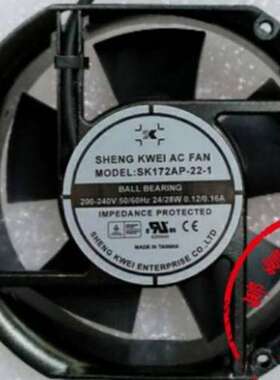 SHENG KWEI AC FAN
MODEL:SK172AP-22-1
BALL BEARING
200-240V 50/60Hz 24/28W 0.12/0.16A
IMPEDANCE PROTECTED
MADE IN TAIWAN
SHENG KWEI ENTERPRISE CO.,LTD.